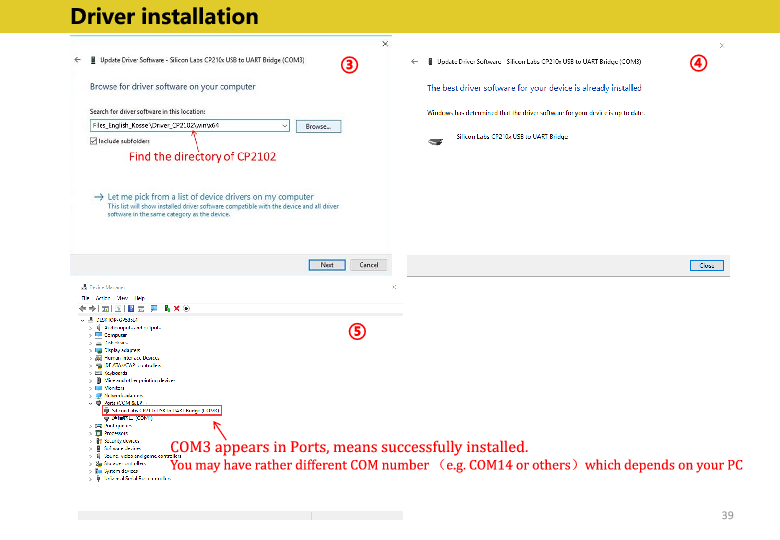 Driver installation
Update Driver Software - Silicon Labs CP210x USB to UART Bridge (COM3)
③
Browse for driver software on your computer
Search for driver software in this location:
Files_English_Kosse\Driver_CP2102\win\x64
Browse...
Include subfolders
Find the directory of CP2102
Let me pick from a list of device drivers on my computer
This list will show installed driver software compatible with the device and all driver
software in the same category as the device.
Next
Cancel
Update Driver Software - Silicon Labs CP210x USB to UART Bridge (COM3)
④
The best driver software for your device is already installed
Windows has determined that the driver software for your device is up to date.
Silicon Labs CP210x USB to UART Bridge
Close
Device Manager
File Action View Help
⑤
Computer
Display adapters
Human Interface Devices
Keyboards
Mice and other pointing devices
Monitors
Network adapters
Ports (COM & LPT)
Silicon Labs CP210x USB to UART Bridge (COM3)
Print queues
Processors
Security devices
Software devices
Sound, video and game controllers
Storage controllers
System devices
Universal Serial Bus controllers
COM3 appears in Ports, means successfully installed.
You may have rather different COM number （e.g. COM14 or others）which depends on your PC
39